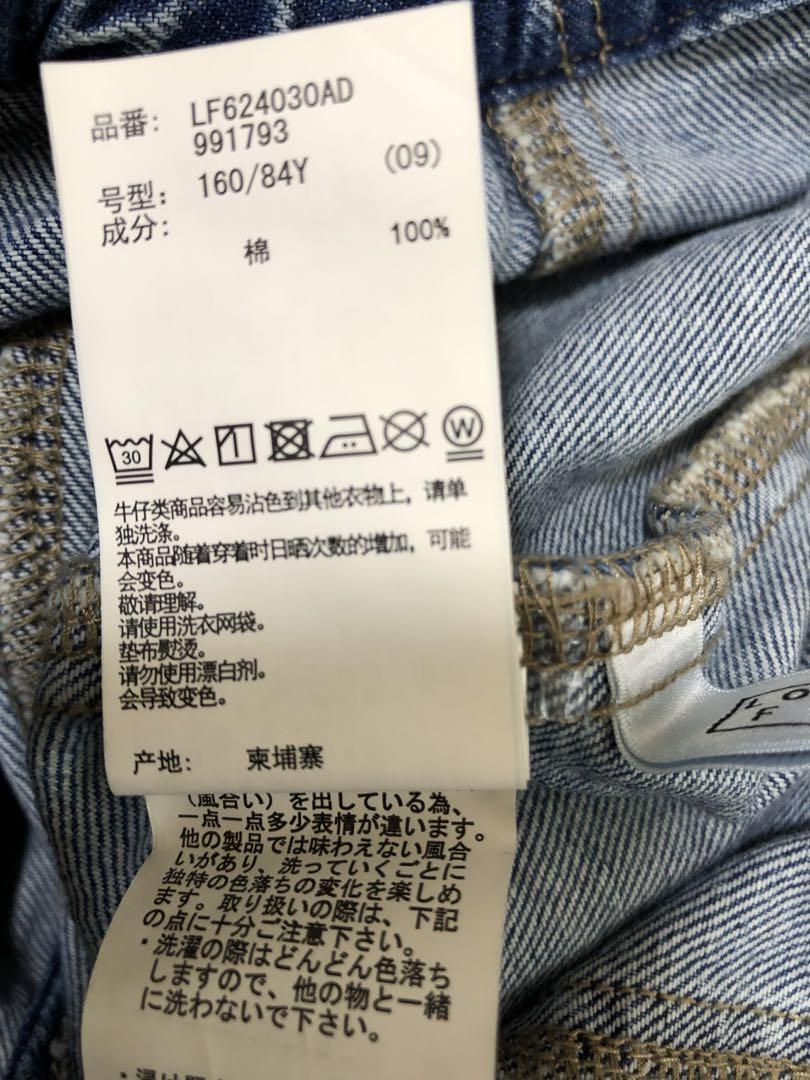 品番: LF624030AD
991793
号型: 160/84Y (09)
成分:
棉 100%
30
W
牛仔类商品容易沾色到其他衣物上，请单
独洗涤。
本商品随着穿着时日晒次数的增加，可能
会变色。
敬请理解。
请使用洗衣网袋。
垫布熨烫。
请勿使用漂白剂。
会导致变色。
产地: 柬埔寨
(風合い)を出している為、
一点一点多少表情が違います。
他の製品では味わえない風合
いがあり、洗っていくごとに
独特の色落ちの変化を楽しめ
ます。取り扱いの際は、下記
の点に十分ご注意下さい。
・洗濯の際はどんどん色落ち
しますので、他の物と一緒
に洗わないで下さい。
LO
F